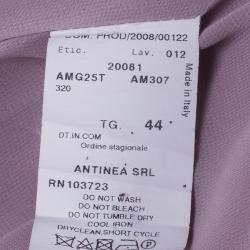 COM. PROD/2008/00122
Etic. Lav. 012
20081
AMG25T AM307
320
Made in Italy
TG. 44
DT.IN.COM
Ordine stagionale
ANTINEA SRL
RN103723
DO NOT WASH
DO NOT BLEACH
DO NOT TUMBLE DRY
COOL IRON
DRYCLEAN, SHORT CYCLE